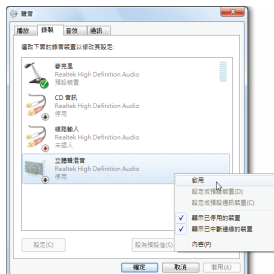 聲音
播放 錄製 音效 通訊
選取下面的錄音裝置以修改其設定:
麥克風
Realtek High Definition Audio
預設裝置
CD 音訊
Realtek High Definition Audio
停用
線路輸入
Realtek High Definition Audio
未插入
立體聲混音
Realtek High Definition Audio
停用
啟用
設定成預設裝置(D)
設定成預設通訊裝置(C)
顯示已停用的裝置
顯示已中斷連線的裝置
內容(P)
設定(C) 設為預設值(S)
確定 取消 套用(A)